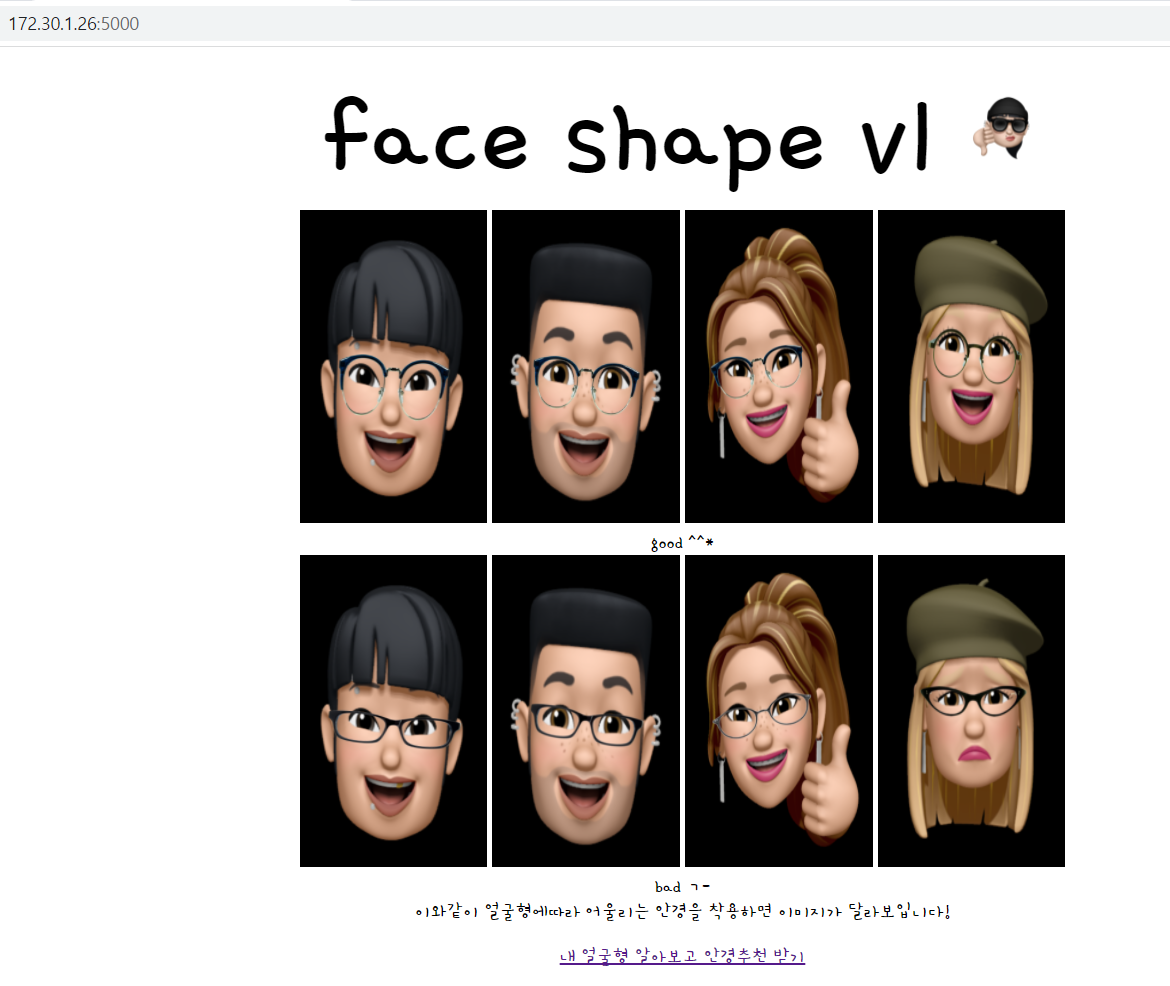 172.30.1.26:5000
face shape vl
good ^^*
bad ㄱ-
이와같이 얼굴형에따라 어울리는 안경을 착용하면 이미지가 달라보입니다!
내 얼굴형 알아보고 안경추천 받기